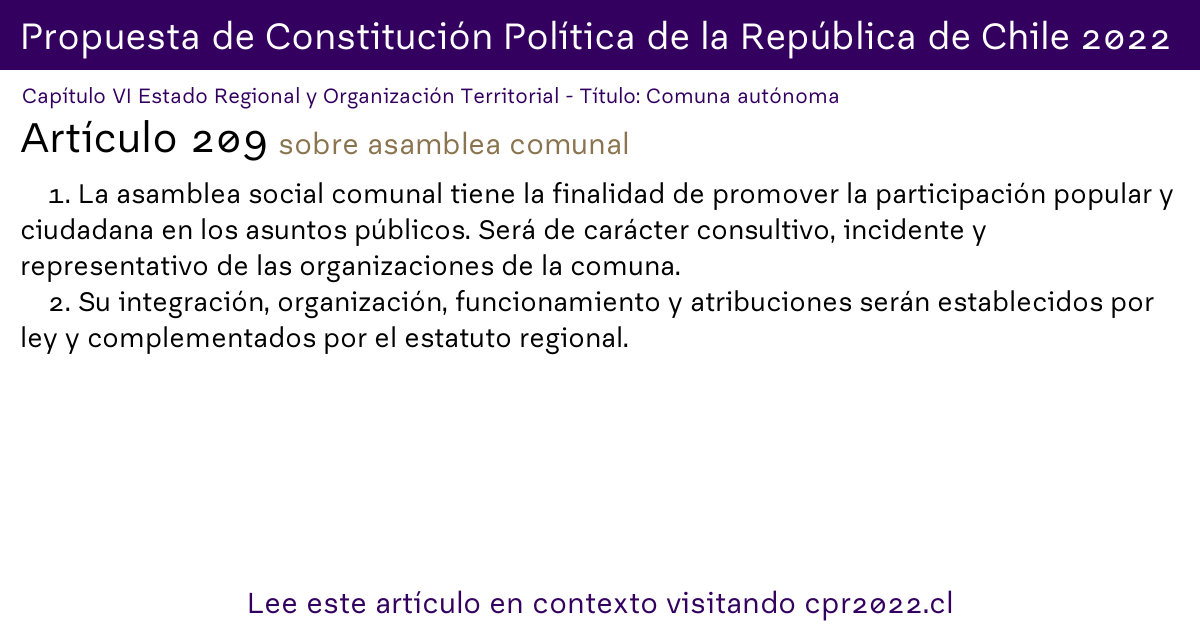 Propuesta de Constitución Política de la República de Chile 2022
Capítulo VI Estado Regional y Organización Territorial - Título: Comuna autónoma
Artículo 209 sobre asamblea comunal
1. La asamblea social comunal tiene la finalidad de promover la participación popular y
ciudadana en los asuntos públicos. Será de carácter consultivo, incidente y
representativo de las organizaciones de la comuna.
2. Su integración, organización, funcionamiento y atribuciones serán establecidos por
ley y complementados por el estatuto regional.
Lee este artículo en contexto visitando cpr2022.cl